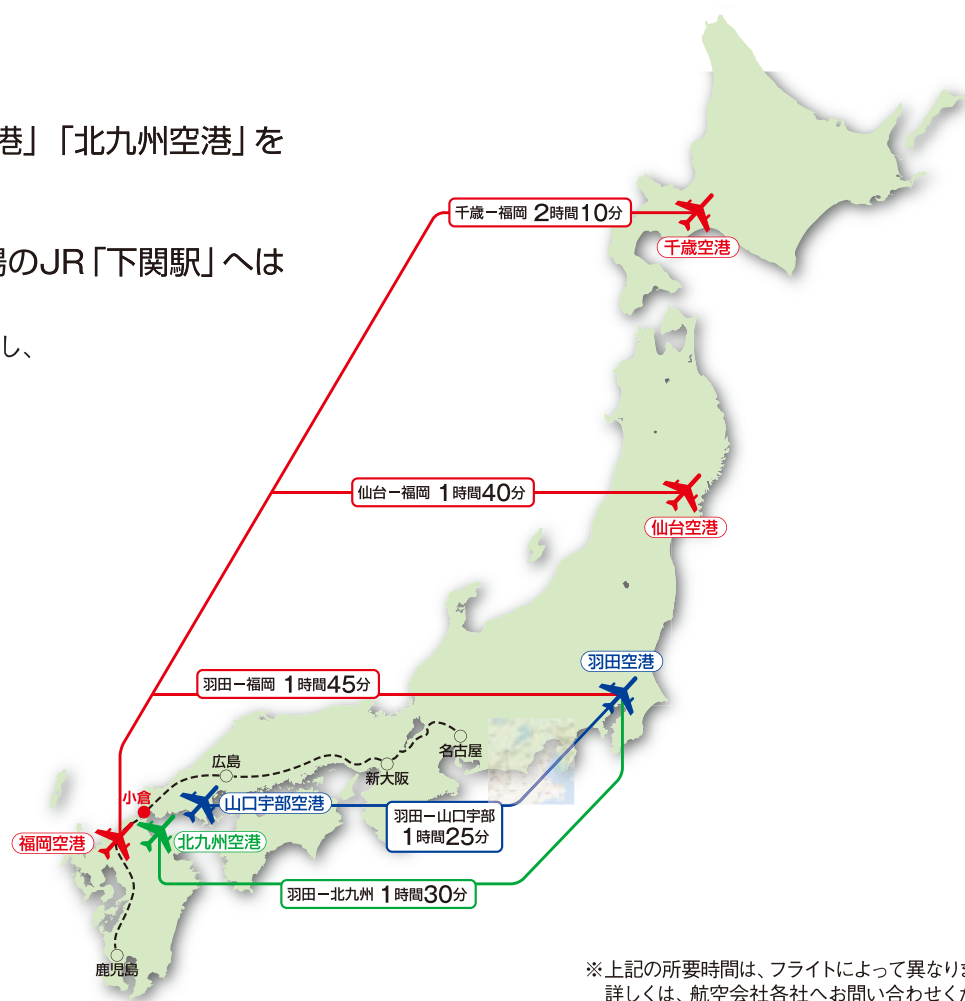 港」「北九州空港」を
場のJR「下関駅」へは
し、
千歳ー福岡 2時間10分
千歳空港
仙台ー福岡 1時間40分
仙台空港
羽田空港
羽田ー福岡 1時間45分
名古屋
広島
新大阪
小倉
山口宇部空港
羽田ー山口宇部
1時間25分
福岡空港
北九州空港
羽田ー北九州 1時間30分
鹿児島
※上記の所要時間は、フライトによって異なりま
詳しくは、航空会社各社へお問い合わせくだ